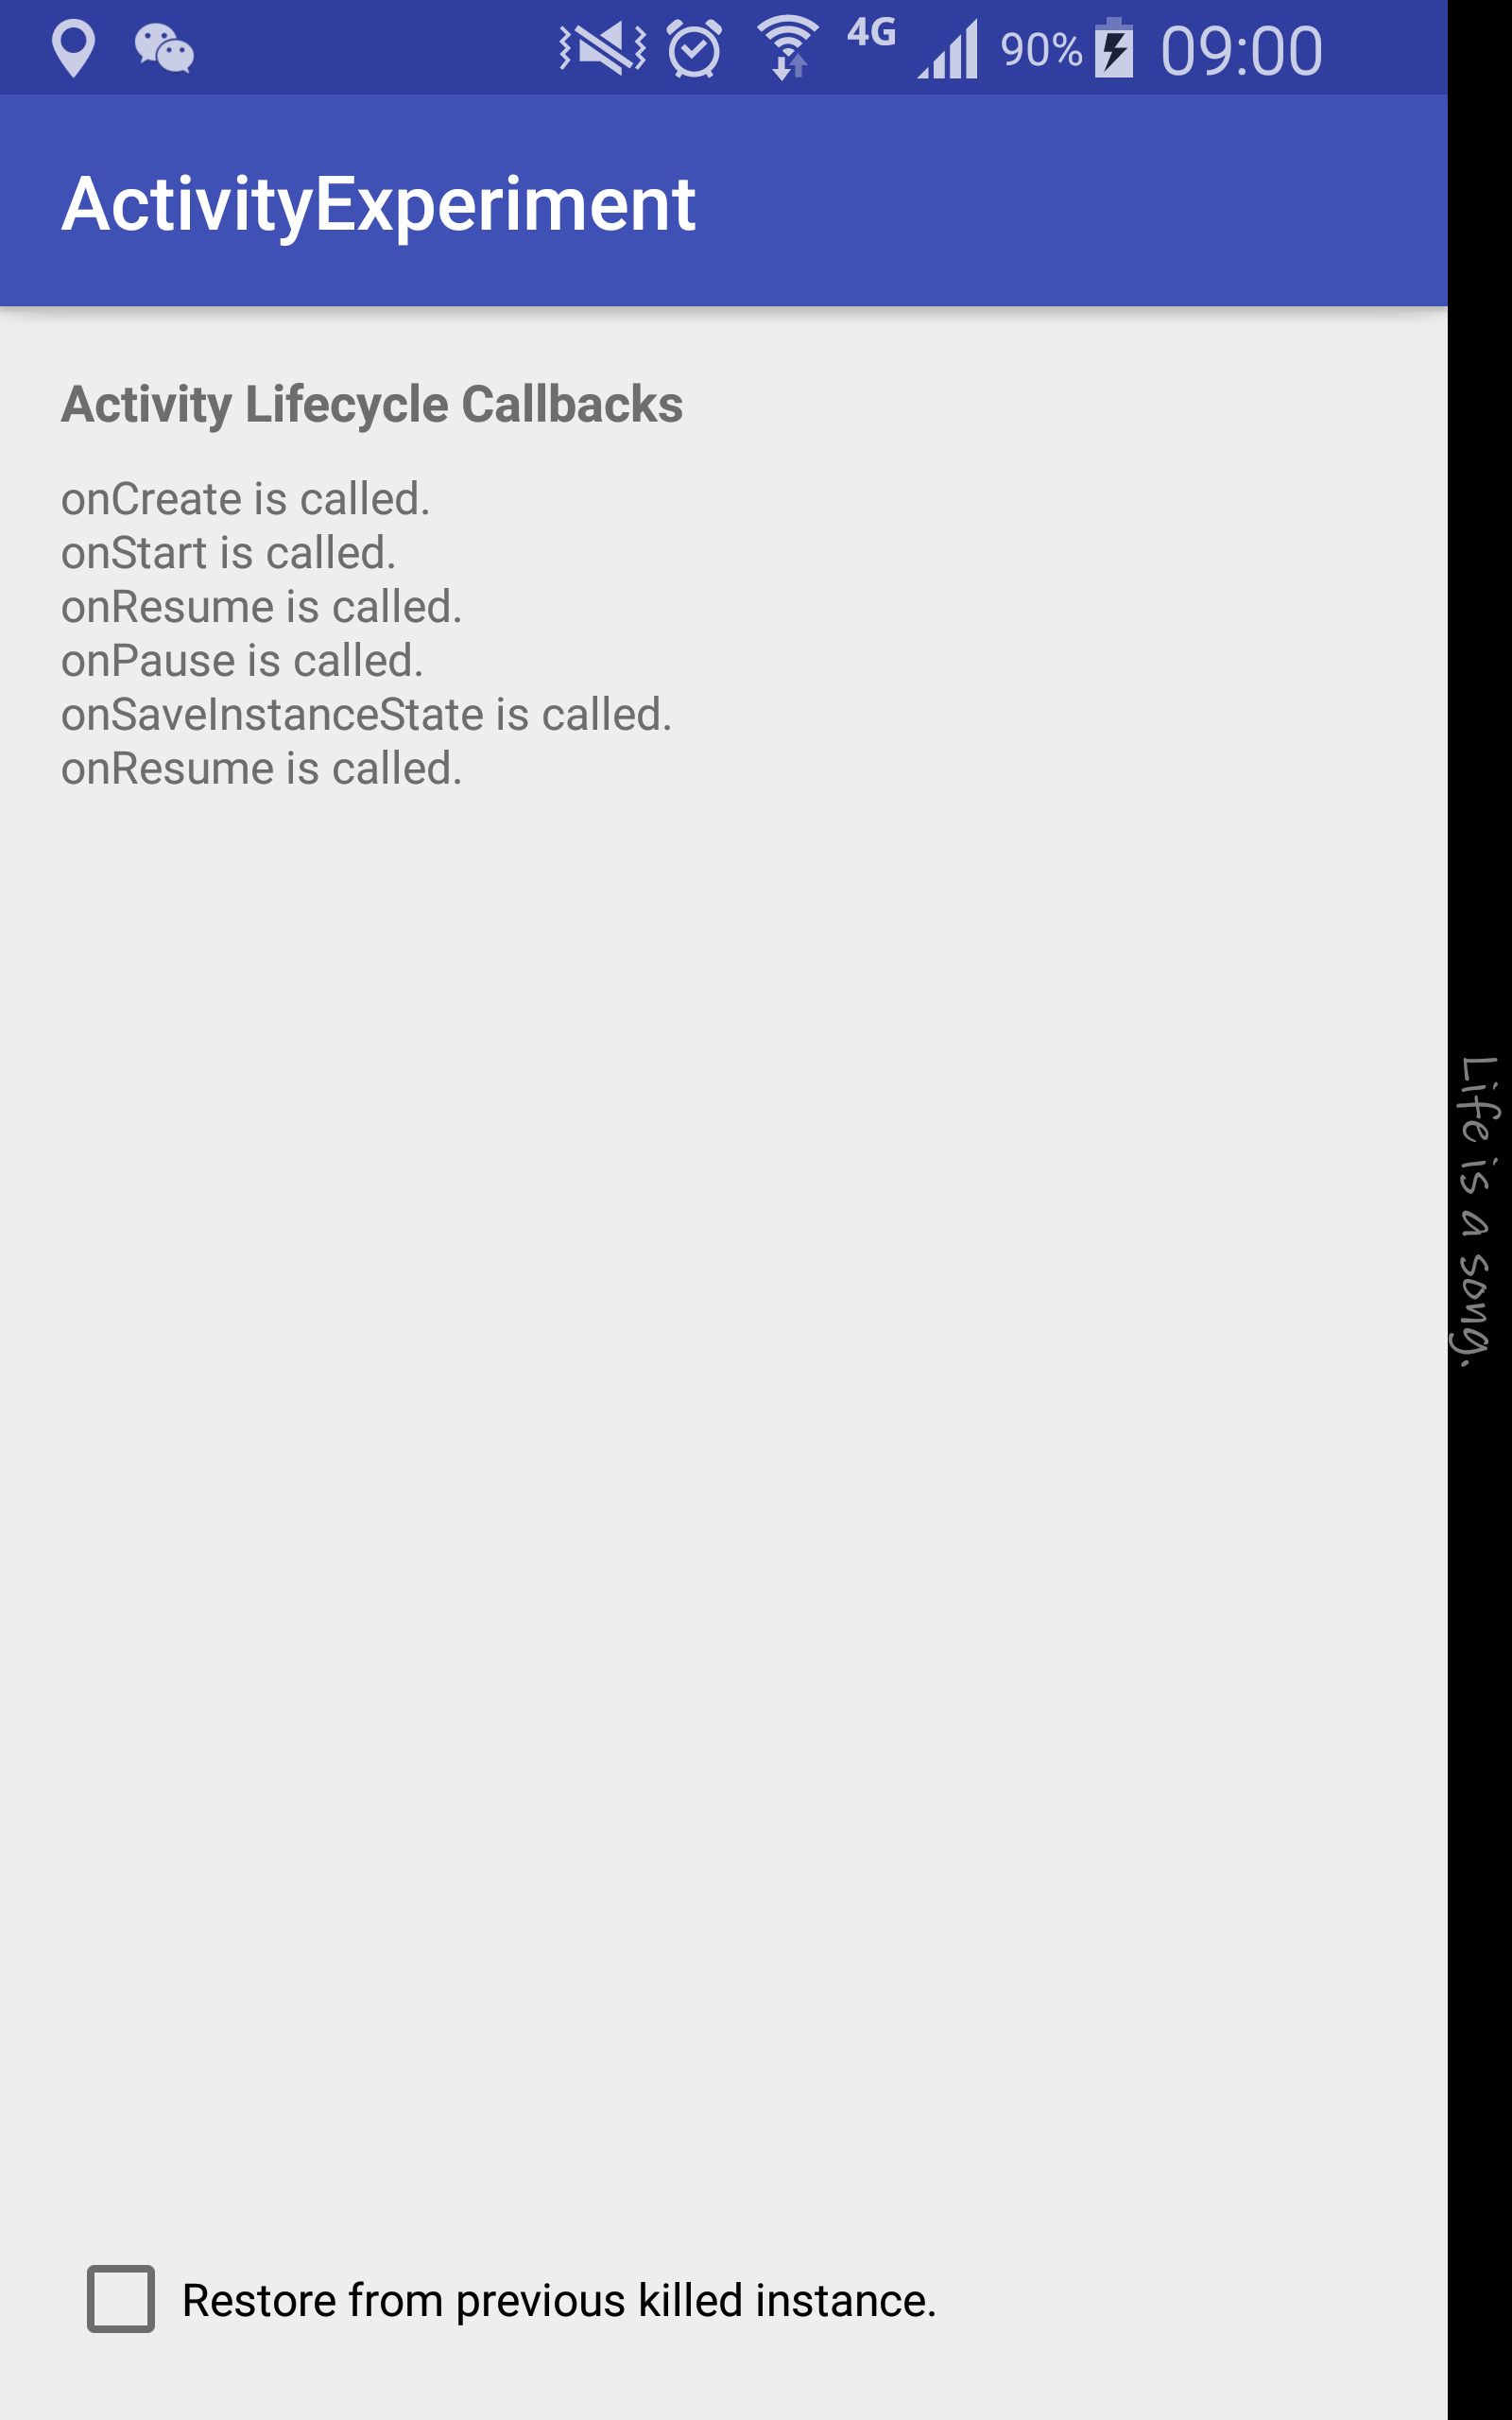 4G 90% 09:00
ActivityExperiment
Activity Lifecycle Callbacks
onCreate is called.
onStart is called.
onResume is called.
onPause is called.
onSaveInstanceState is called.
onResume is called.
Life is a song.
Restore from previous killed instance.